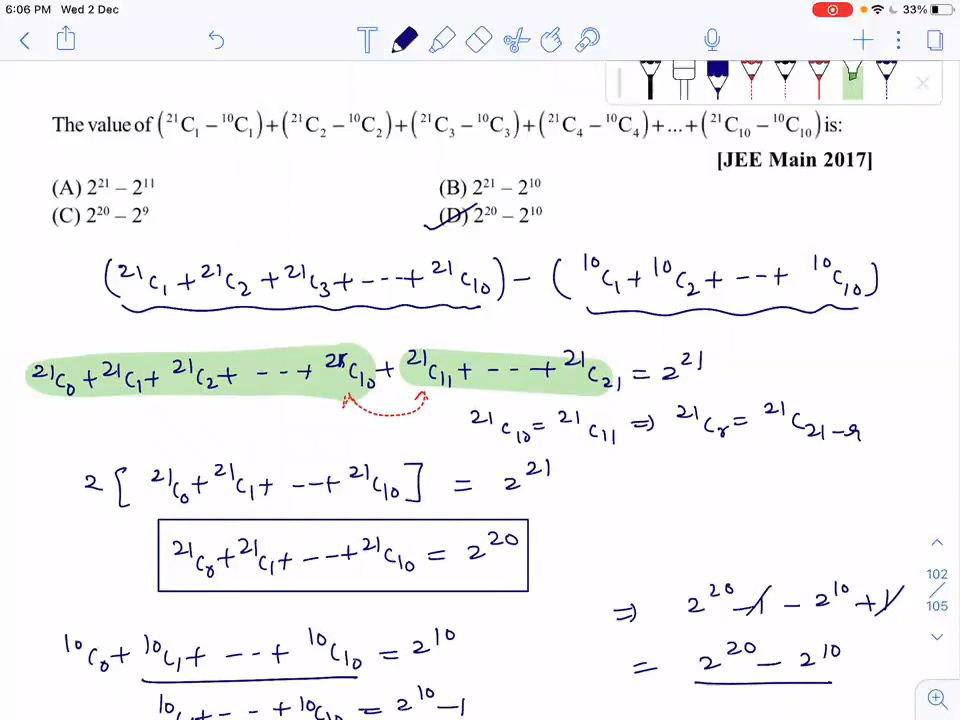 6:06 PM Wed 2 Dec 33%
The value of (²¹C₁ – ¹⁰C₁) + (²¹C₂ – ¹⁰C₂) + (²¹C₃ – ¹⁰C₃) + (²¹C₄ – ¹⁰C₄) + ... + (²¹C₁₀ – ¹⁰C₁₀) is:
[JEE Main 2017]
(A) 2²¹ – 2¹¹ (B) 2²¹ – 2¹⁰
(C) 2²⁰ – 2⁹ (D) 2²⁰ – 2¹⁰
(²¹C₁ + ²¹C₂ + ²¹C₃ + --- + ²¹C₁₀) – (¹⁰C₁ + ¹⁰C₂ + --- + ¹⁰C₁₀)
²¹C₀ + ²¹C₁ + ²¹C₂ + --- + ²¹C₁₀ + ²¹C₁₁ + --- + ²¹C₂₁ = 2²¹
²¹C₁₀ = ²¹C₁₁ ⇒ ²¹Cᵣ = ²¹C₂₁₋ᵣ
2 [ ²¹C₀ + ²¹C₁ + --- + ²¹C₁₀ ] = 2²¹
²¹C₀ + ²¹C₁ + --- + ²¹C₁₀ = 2²⁰
102
105
⇒ 2²⁰ – 1 – 2¹⁰ + 1
¹⁰C₀ + ¹⁰C₁ + --- + ¹⁰C₁₀ = 2¹⁰
= 2²⁰ – 2¹⁰
¹⁰C₁ + --- + ¹⁰C₁₀ = 2¹⁰ – 1